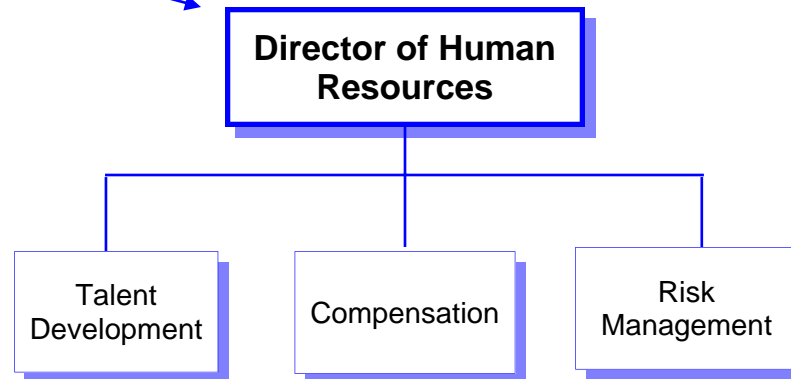 Director of Human
Resources
Talent
Development
Compensation
Risk
Management